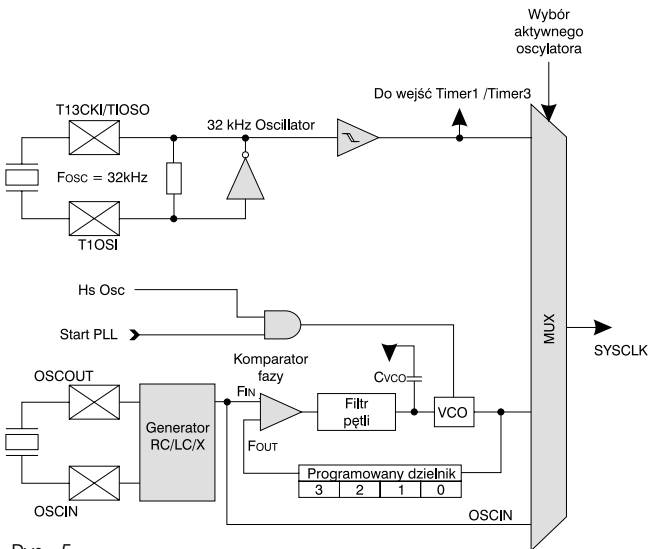 Wybór
aktywnego
oscylatora
Do wejść Timer1 /Timer3
T13CKI/TIOSO
32 kHz Oscillator
Fosc = 32kHz
T1OSI
Hs Osc
Start PLL
MUX
SYSCLK
Komparator
fazy
CVCO
OSCOUT
FIN
Generator
RC/LC/X
Filtr
pętli
VCO
FOUT
Programowany dzielnik
3 2 1 0
OSCIN
OSCIN